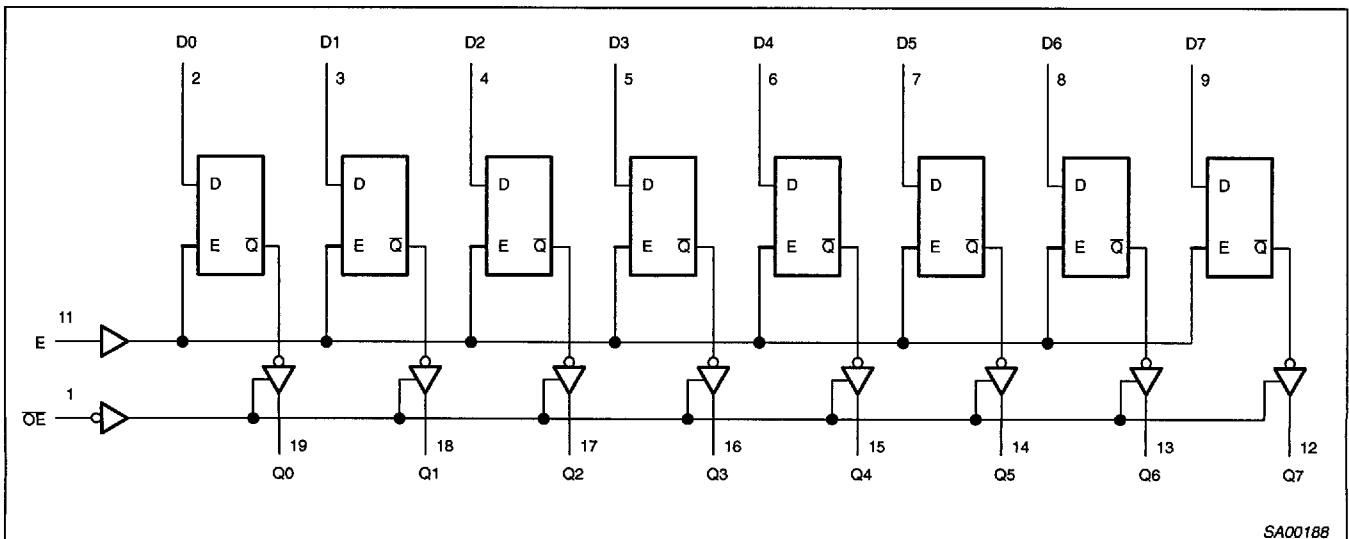 D0 D1 D2 D3 D4 D5 D6 D7
2 3 4 5 6 7 8 9
D D D D D D D D
E Q̅ E Q̅ E Q̅ E Q̅ E Q̅ E Q̅ E Q̅ E Q̅
11
E
1
O̅E̅
19 18 17 16 15 14 13 12
Q0 Q1 Q2 Q3 Q4 Q5 Q6 Q7
SA00188